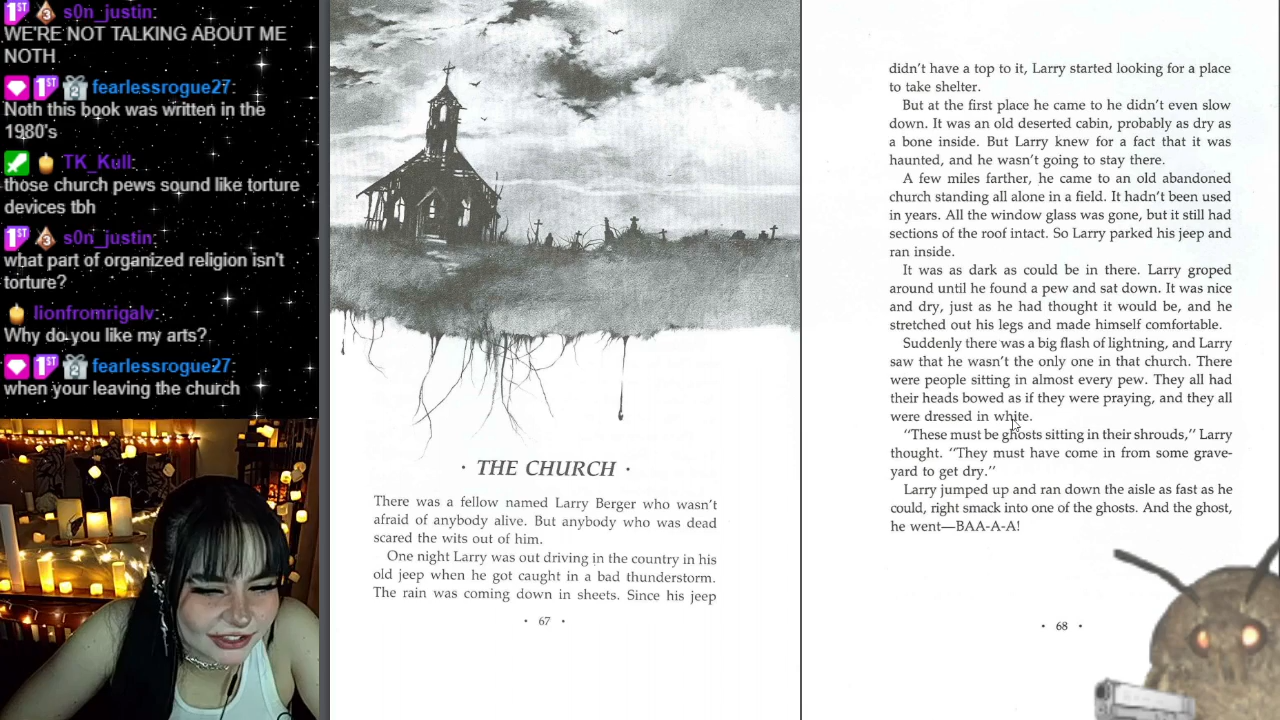 s0n_justin:
WE'RE NOT TALKING ABOUT ME
NOTH
fearlessrogue27:
Noth this book was written in the
1980's
TK_Kull:
those church pews sound like torture
devices tbh
s0n_justin:
what part of organized religion isn't
torture?
lionfromrigalv:
Why do you like my arts?
fearlessrogue27:
when your leaving the church
· THE CHURCH ·
There was a fellow named Larry Berger who wasn't
afraid of anybody alive. But anybody who was dead
scared the wits out of him.
One night Larry was out driving in the country in his
old jeep when he got caught in a bad thunderstorm.
The rain was coming down in sheets. Since his jeep
· 67 ·
didn't have a top to it, Larry started looking for a place
to take shelter.
But at the first place he came to he didn't even slow
down. It was an old deserted cabin, probably as dry as
a bone inside. But Larry knew for a fact that it was
haunted, and he wasn't going to stay there.
A few miles farther, he came to an old abandoned
church standing all alone in a field. It hadn't been used
in years. All the window glass was gone, but it still had
sections of the roof intact. So Larry parked his jeep and
ran inside.
It was as dark as could be in there. Larry groped
around until he found a pew and sat down. It was nice
and dry, just as he had thought it would be, and he
stretched out his legs and made himself comfortable.
Suddenly there was a big flash of lightning, and Larry
saw that he wasn't the only one in that church. There
were people sitting in almost every pew. They all had
their heads bowed as if they were praying, and they all
were dressed in white.
"These must be ghosts sitting in their shrouds," Larry
thought. "They must have come in from some grave-
yard to get dry."
Larry jumped up and ran down the aisle as fast as he
could, right smack into one of the ghosts. And the ghost,
he went—BAA-A-A!
· 68 ·